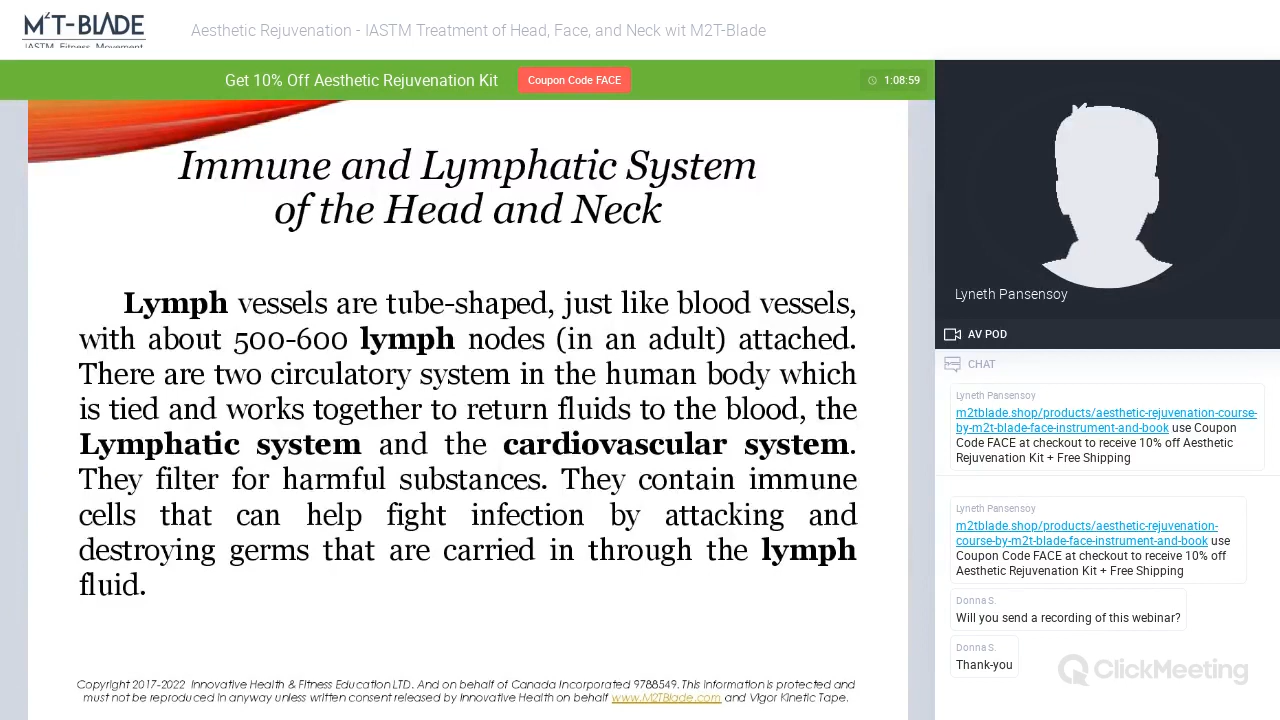 M²T-BLADE
IASTM Fitness Movement
Aesthetic Rejuvenation - IASTM Treatment of Head, Face, and Neck wit M2T-Blade
Get 10% Off Aesthetic Rejuvenation Kit
Coupon Code FACE
1:08:59
Immune and Lymphatic System
of the Head and Neck
Lymph vessels are tube-shaped, just like blood vessels,
with about 500-600 lymph nodes (in an adult) attached.
There are two circulatory system in the human body which
is tied and works together to return fluids to the blood, the
Lymphatic system and the cardiovascular system.
They filter for harmful substances. They contain immune
cells that can help fight infection by attacking and
destroying germs that are carried in through the lymph
fluid.
Copyright 2017-2022 Innovative Health & Fitness Education LTD. And on behalf of Canada Incorporated 9788549. This Information is protected and
must not be reproduced in anyway unless written consent released by Innovative Health on behalf www.M2TBlade.com and Vigor Kinetic Tape.
Lyneth Pansensoy
AV POD
CHAT
Lyneth Pansensoy
m2tblade.shop/products/aesthetic-rejuvenation-course-
by-m2t-blade-face-instrument-and-book use Coupon
Code FACE at checkout to receive 10% off Aesthetic
Rejuvenation Kit + Free Shipping
Lyneth Pansensoy
m2tblade.shop/products/aesthetic-rejuvenation-
course-by-m2t-blade-face-instrument-and-book use
Coupon Code FACE at checkout to receive 10% off
Aesthetic Rejuvenation Kit + Free Shipping
Donna S.
Will you send a recording of this webinar?
Donna S.
Thank-you
ClickMeeting